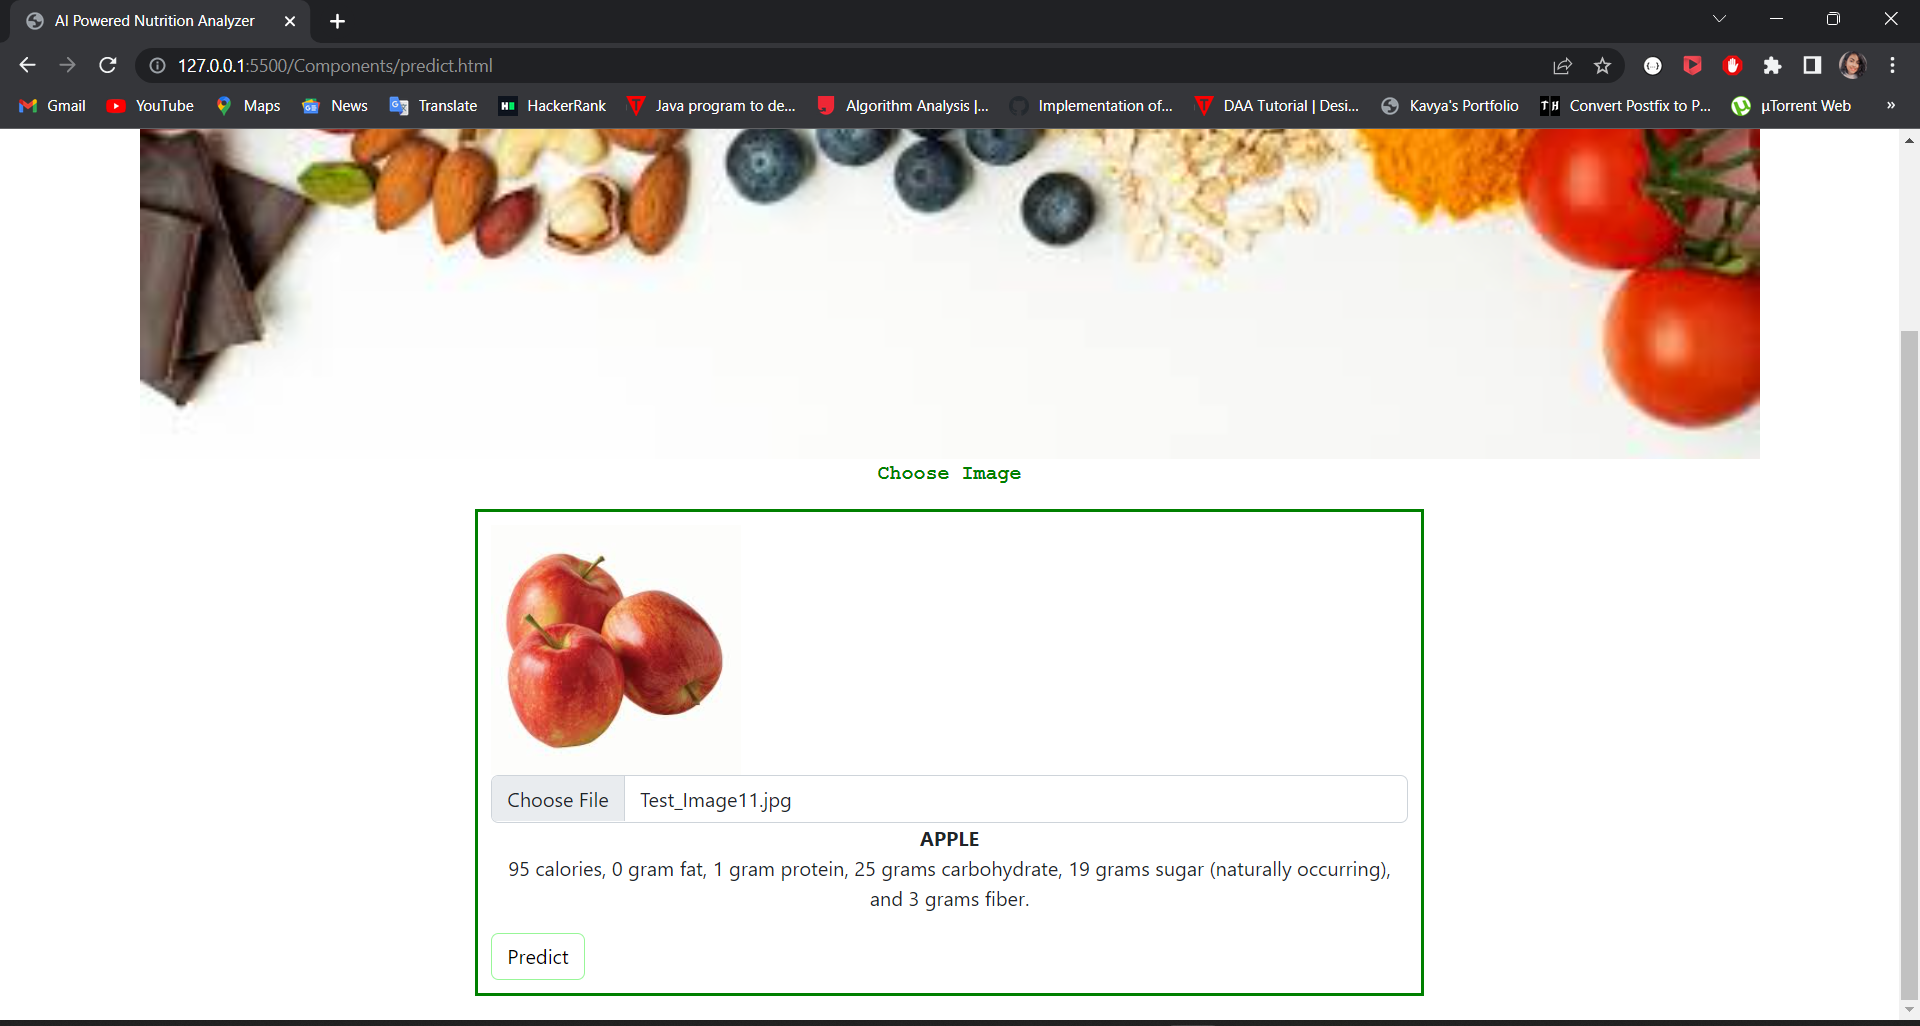 AI Powered Nutrition Analyzer
127.0.0.1:5500/Components/predict.html
Gmail YouTube Maps News Translate HackerRank Java program to de... Algorithm Analysis |... Implementation of... DAA Tutorial | Desi... Kavya's Portfolio Convert Postfix to P... µTorrent Web »
Choose Image
Choose File Test_Image11.jpg
APPLE
95 calories, 0 gram fat, 1 gram protein, 25 grams carbohydrate, 19 grams sugar (naturally occurring),
and 3 grams fiber.
Predict